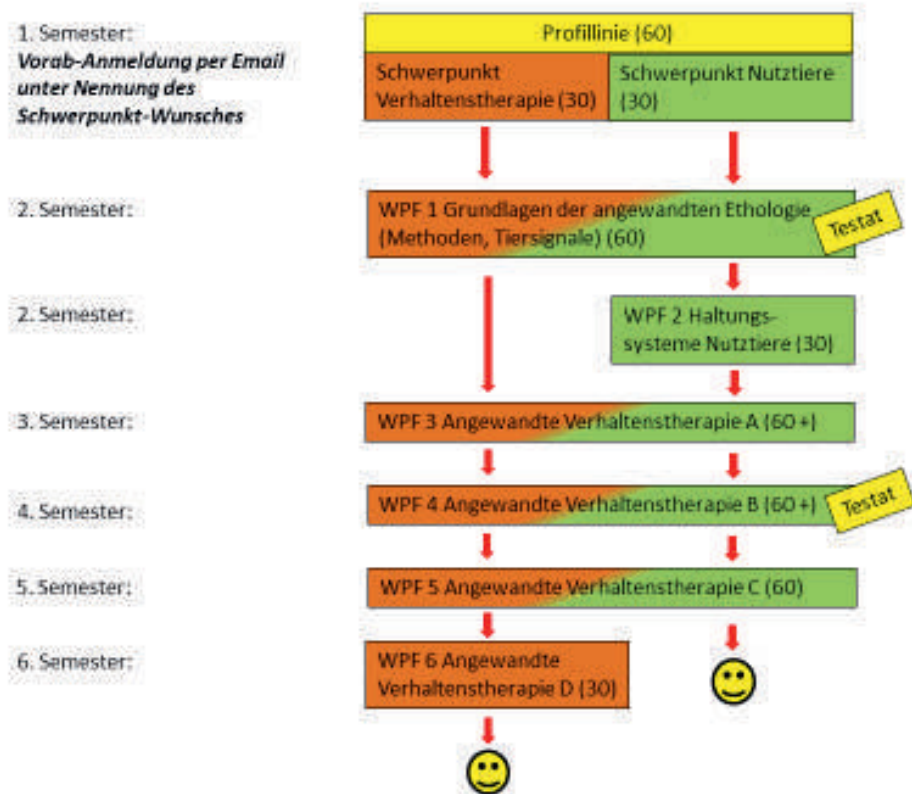 1. Semester:
Vorab-Anmeldung per Email
unter Nennung des
Schwerpunkt-Wunsches
Profillinie (60)
Schwerpunkt
Verhaltenstherapie (30)
Schwerpunkt Nutztiere
(30)
2. Semester:
WPF 1 Grundlagen der angewandten Ethologie
(Methoden, Tiersignale) (60)
Testat
2. Semester:
WPF 2 Haltungs-
systeme Nutztiere (30)
3. Semester:
WPF 3 Angewandte Verhaltenstherapie A (60 +)
4. Semester:
WPF 4 Angewandte Verhaltenstherapie B (60 +)
Testat
5. Semester:
WPF 5 Angewandte Verhaltenstherapie C (60)
6. Semester:
WPF 6 Angewandte
Verhaltenstherapie D (30)